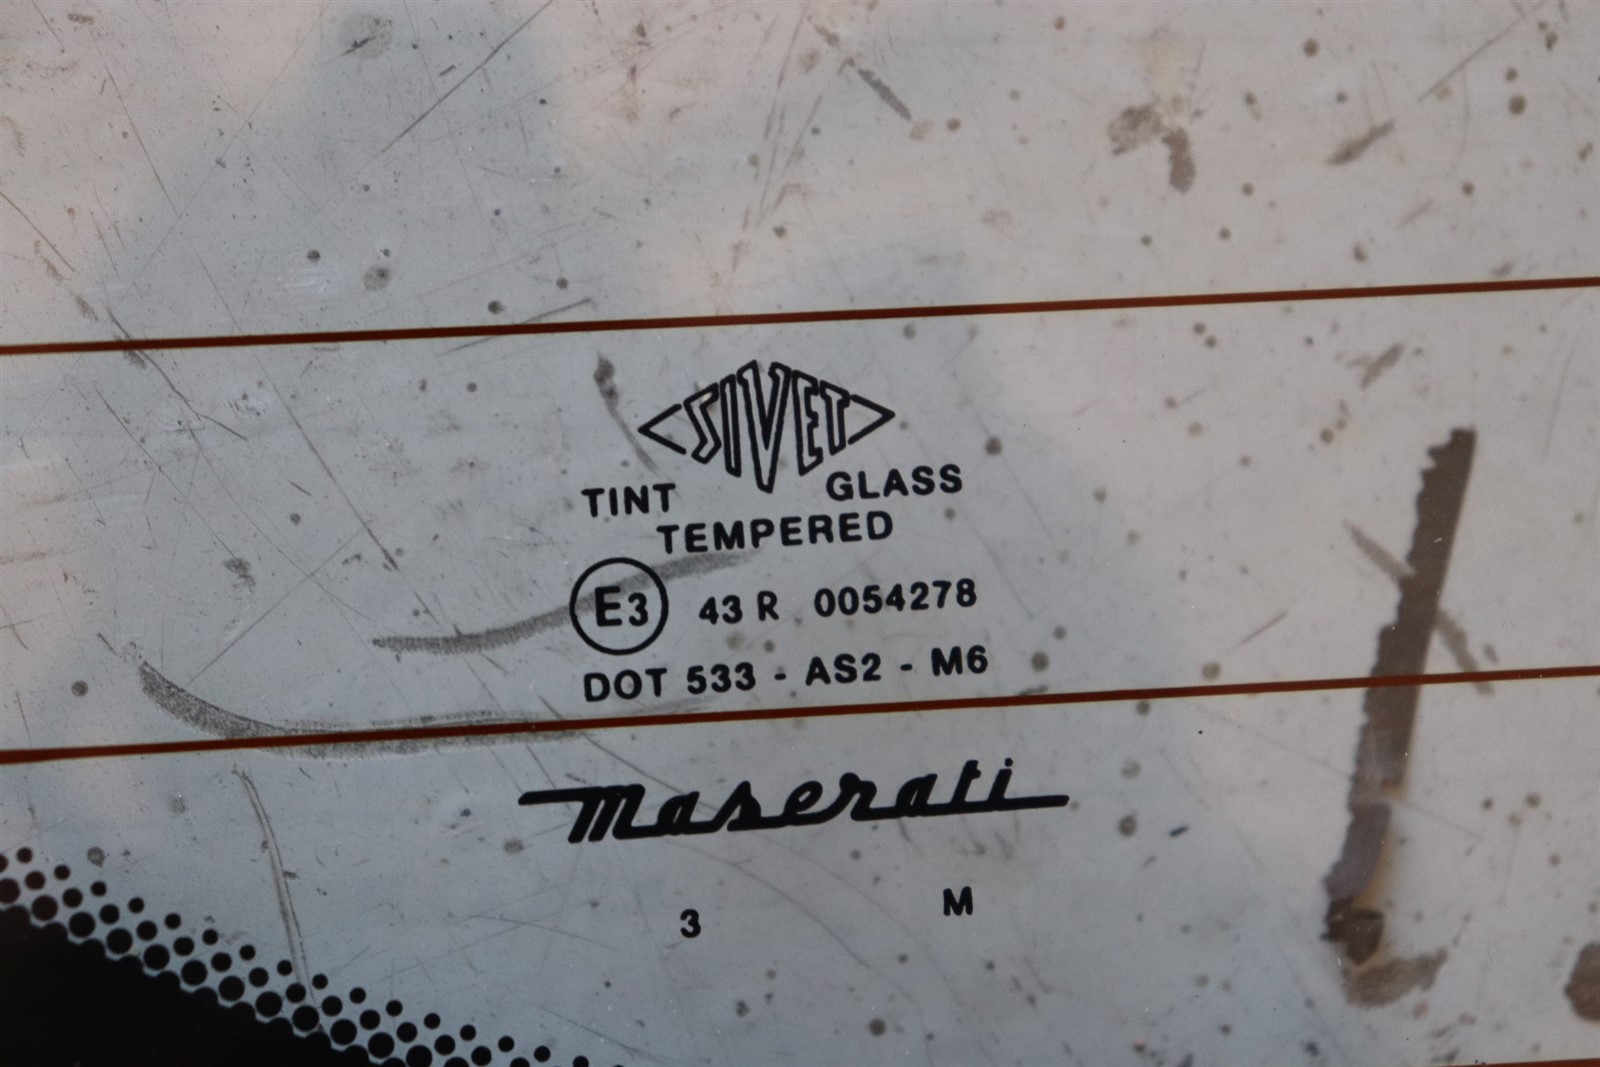 SIVET
TINT GLASS
TEMPERED
E3 43 R 0054278
DOT 533 - AS2 - M6
maserati
3 M